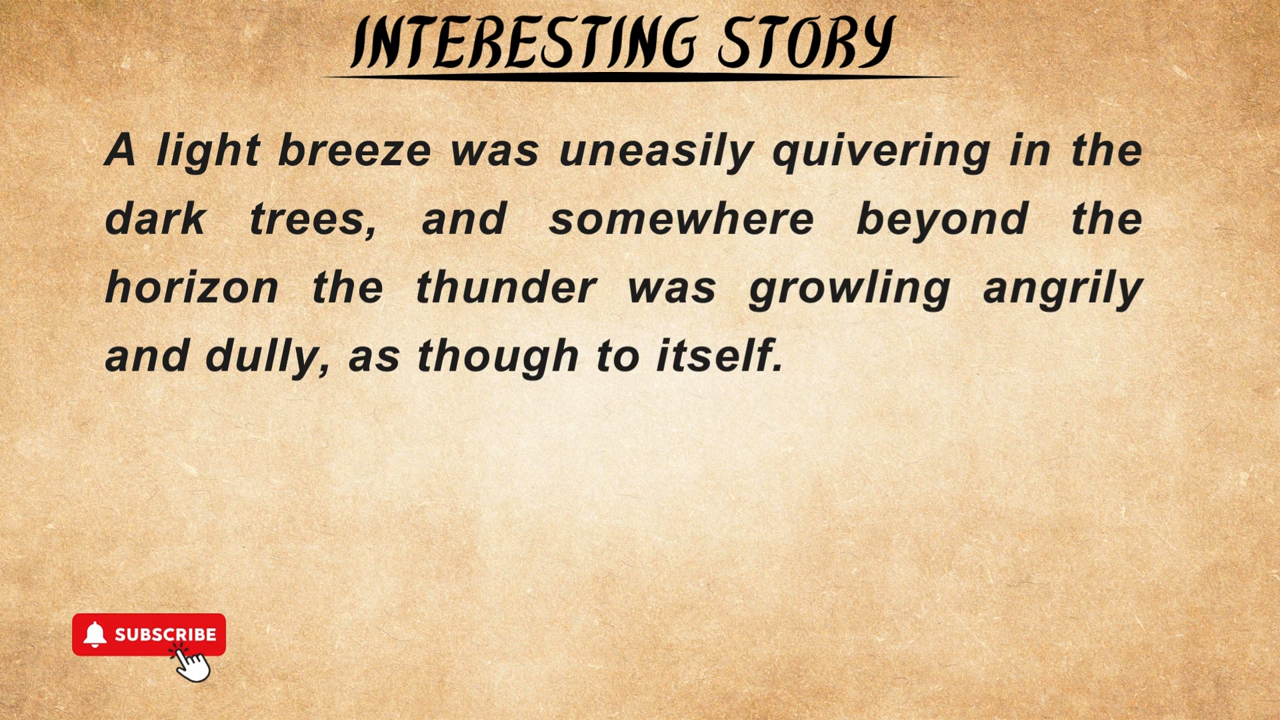 INTERESTING STORY
A light breeze was uneasily quivering in the
dark trees, and somewhere beyond the
horizon the thunder was growling angrily
and dully, as though to itself.
SUBSCRIBE